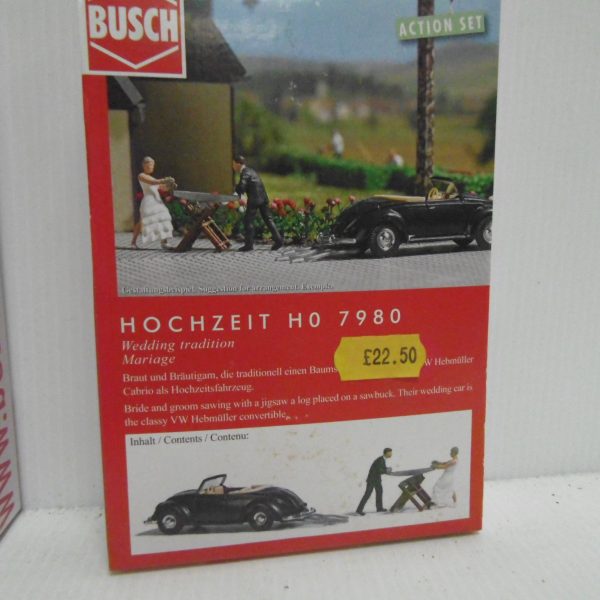 BUSCH
ACTION SET
Gestaltungsbeispiel. Suggestion for arrangement. Exemple.
HOCHZEIT H0 7980
Wedding tradition
Mariage
£22.50
Braut und Bräutigam, die traditionell einen Baums W Hebmüller
Cabrio als Hochzeitsfahrzeug.
Bride and groom sawing with a jigsaw a log placed on a sawbuck. Their wedding car is
the classy VW Hebmüller convertible.
Inhalt / Contents / Contenu: